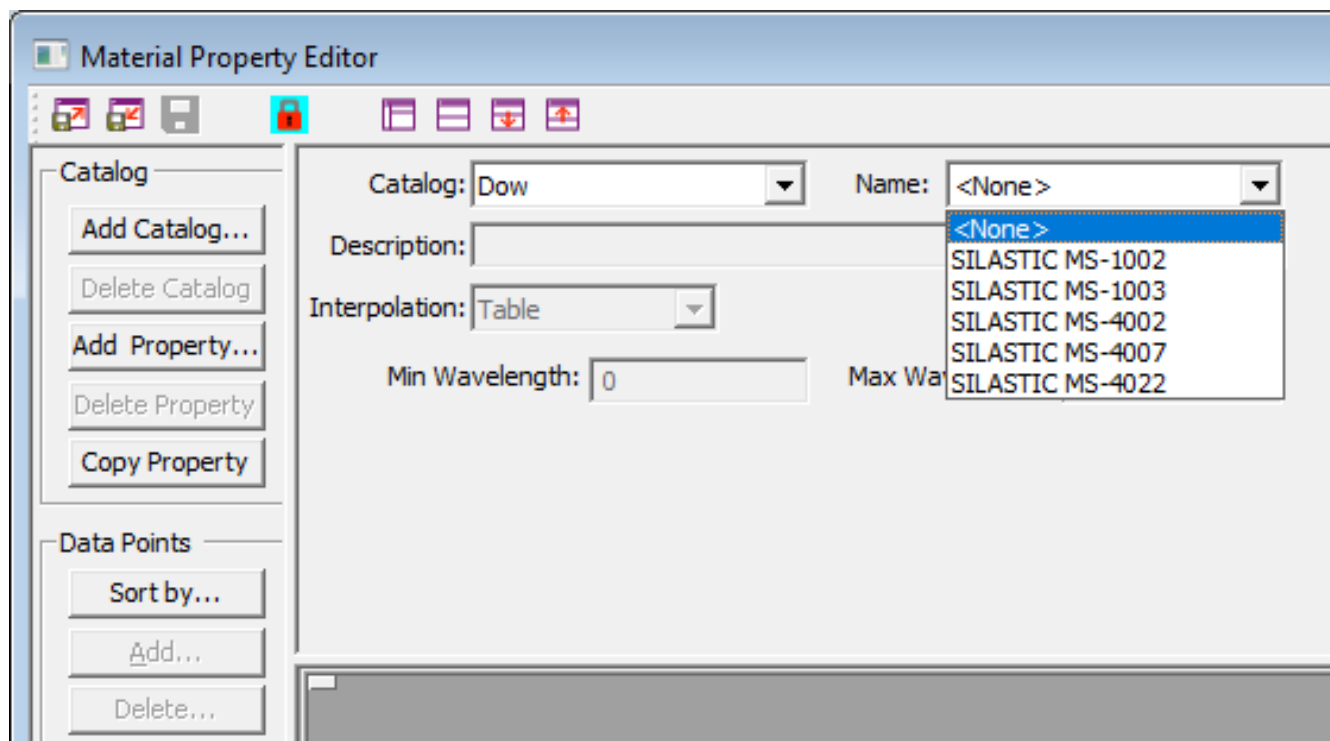 Material Property Editor
Catalog
Add Catalog...
Delete Catalog
Add Property...
Delete Property
Copy Property
Data Points
Sort by...
Add...
Delete...
Catalog: Dow Name: <None>
Description:
Interpolation: Table
Min Wavelength: 0 Max
<None>
SILASTIC MS-1002
SILASTIC MS-1003
SILASTIC MS-4002
SILASTIC MS-4007
SILASTIC MS-4022